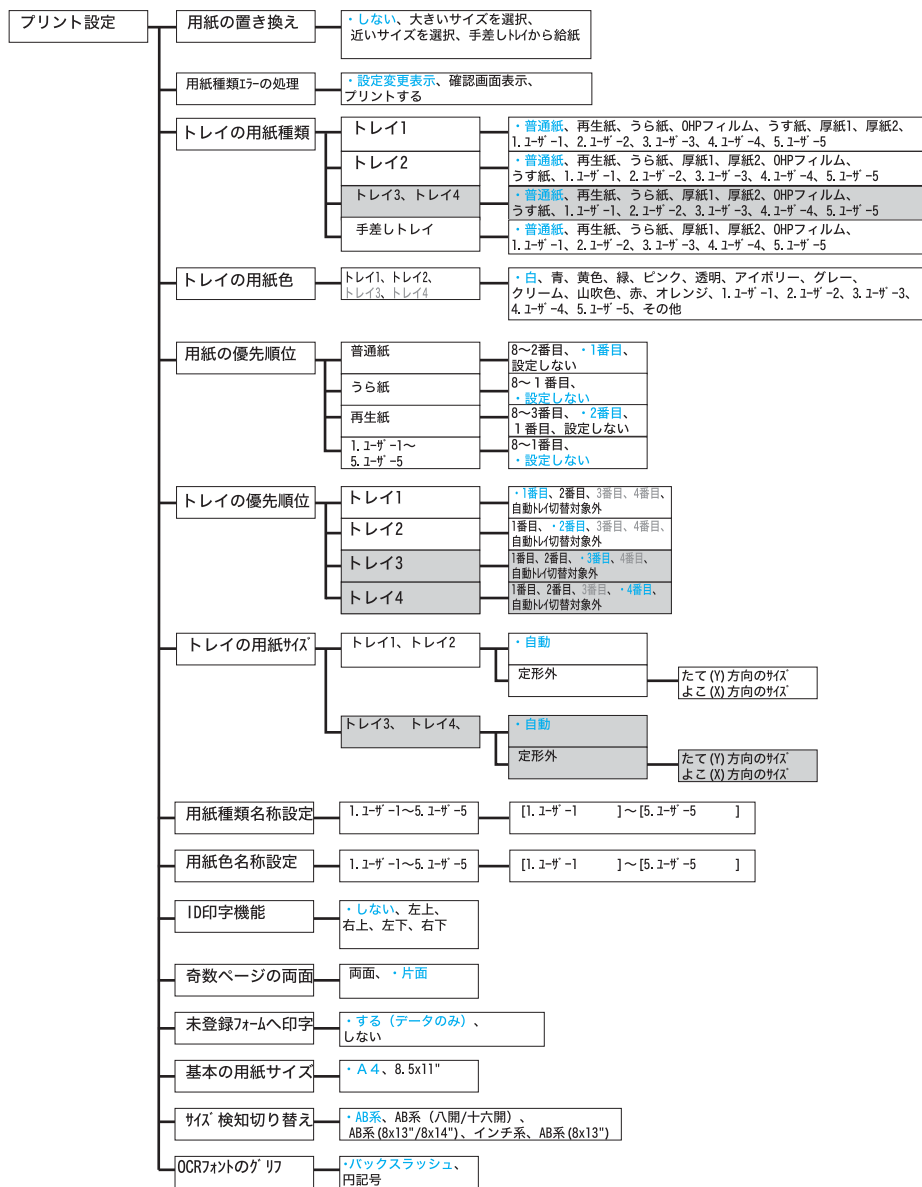 プリント設定
用紙の置き換え
・しない、大きいサイズを選択、
近いサイズを選択、手差しトレイから給紙
用紙種類エラーの処理
・設定変更表示、確認画面表示、
プリントする
トレイの用紙種類
トレイ1
・普通紙、再生紙、うら紙、OHPフィルム、うす紙、厚紙1、厚紙2、
1.ユーザー1、2.ユーザー2、3.ユーザー3、4.ユーザー4、5.ユーザー5
トレイ2
・普通紙、再生紙、うら紙、厚紙1、厚紙2、OHPフィルム、
うす紙、1.ユーザー1、2.ユーザー2、3.ユーザー3、4.ユーザー4、5.ユーザー5
トレイ3、トレイ4
・普通紙、再生紙、うら紙、厚紙1、厚紙2、OHPフィルム、
うす紙、1.ユーザー1、2.ユーザー2、3.ユーザー3、4.ユーザー4、5.ユーザー5
手差しトレイ
・普通紙、再生紙、うら紙、厚紙1、厚紙2、OHPフィルム、
1.ユーザー1、2.ユーザー2、3.ユーザー3、4.ユーザー4、5.ユーザー5
トレイの用紙色
トレイ1、トレイ2、
トレイ3、トレイ4
・白、青、黄色、緑、ピンク、透明、アイボリー、グレー、
クリーム、山吹色、赤、オレンジ、1.ユーザー1、2.ユーザー2、3.ユーザー3、
4.ユーザー4、5.ユーザー5、その他
用紙の優先順位
普通紙
8〜2番目、・1番目、
設定しない
うら紙
8〜１番目、
・設定しない
再生紙
8〜3番目、・2番目、
１番目、設定しない
1.ユーザー1〜
5.ユーザー5
8〜1番目、
・設定しない
トレイの優先順位
トレイ1
・1番目、2番目、3番目、4番目、
自動トレイ切替対象外
トレイ2
1番目、・2番目、3番目、4番目、
自動トレイ切替対象外
トレイ3
1番目、2番目、・3番目、4番目、
自動トレイ切替対象外
トレイ4
1番目、2番目、3番目、・4番目、
自動トレイ切替対象外
トレイの用紙サイズ
トレイ1、トレイ2
・自動
定形外
たて(Y)方向のサイズ
よこ(X)方向のサイズ
トレイ3、 トレイ4、
・自動
定形外
たて(Y)方向のサイズ
よこ(X)方向のサイズ
用紙種類名称設定
1.ユーザー1〜5.ユーザー5
[1.ユーザー1 ]〜[5.ユーザー5 ]
用紙色名称設定
1.ユーザー1〜5.ユーザー5
[1.ユーザー1 ]〜[5.ユーザー5 ]
ID印字機能
・しない、左上、
右上、左下、右下
奇数ページの両面
両面、・片面
未登録フォームへ印字
・する（データのみ）、
しない
基本の用紙サイズ
・Ａ４、8.5x11"
サイズ検知切り替え
・AB系、AB系（八開/十六開）、
AB系(8x13"/8x14")、インチ系、AB系(8x13")
OCRフォントのグリフ
・バックスラッシュ、
円記号